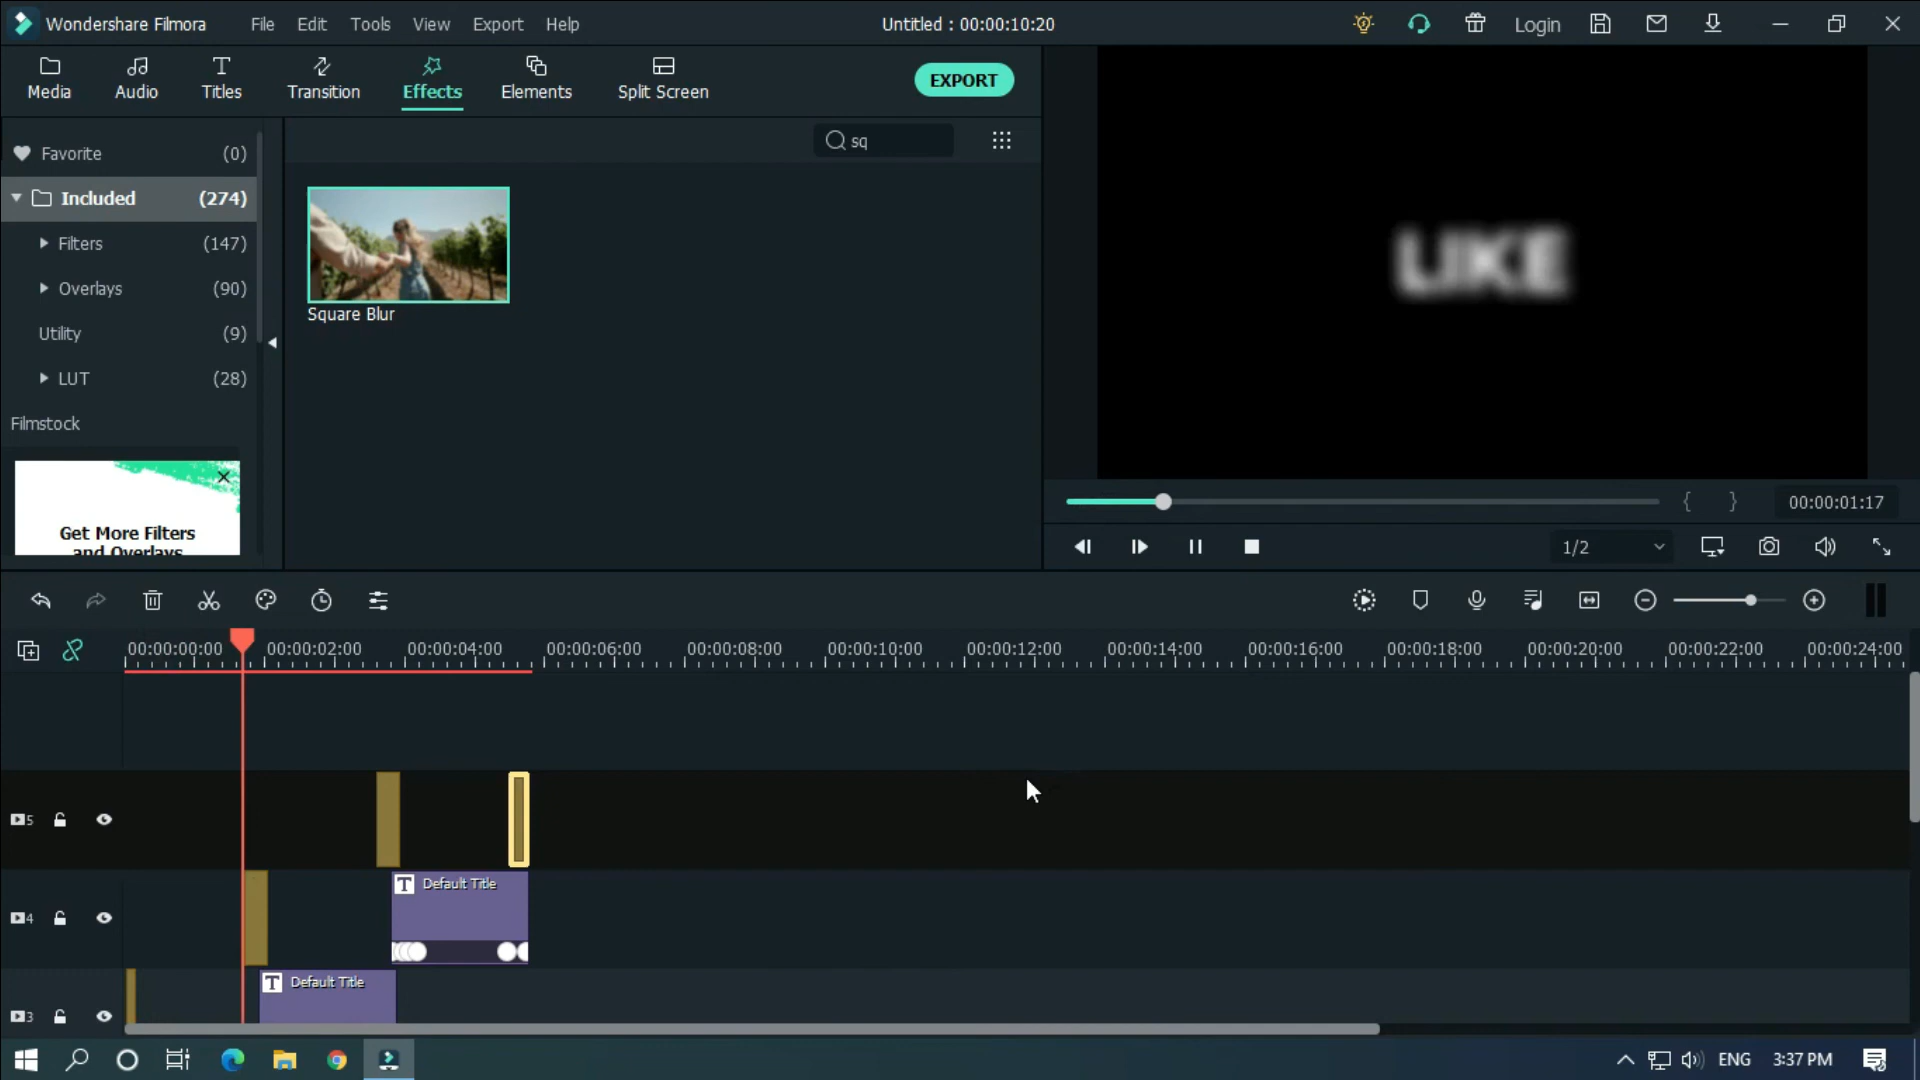 Wondershare Filmora File Edit Tools View Export Help Untitled : 00:00:10:20 Login
Media Audio Titles Transition Effects Elements Split Screen EXPORT
sq
Favorite (0)
Included (274)
Filters (147)
Overlays (90)
Utility (9)
LUT (28)
Filmstock
Get More Filters
and Overlays
Square Blur
LIKE
{ } 00:00:01:17
1/2
00:00:00:00 00:00:02:00 00:00:04:00 00:00:06:00 00:00:08:00 00:00:10:00 00:00:12:00 00:00:14:00 00:00:16:00 00:00:18:00 00:00:20:00 00:00:22:00 00:00:24:00
5
4
T Default Title
3
T Default Title
ENG 3:37 PM